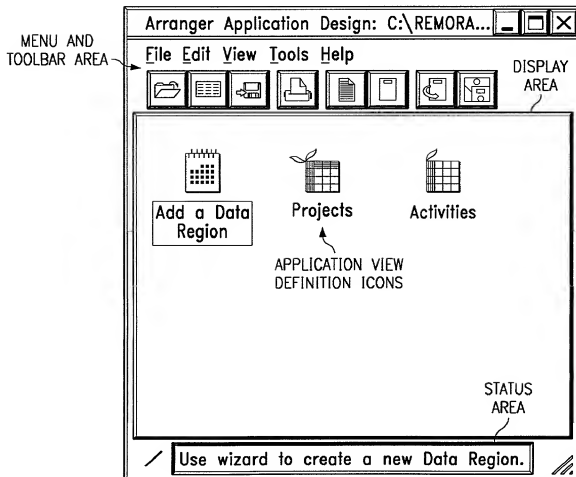 Arranger Application Design: C:\REMORA...
MENU AND
TOOLBAR AREA
File Edit View Tools Help
DISPLAY
AREA
Add a Data
Region
Projects
Activities
APPLICATION VIEW
DEFINITION ICONS
STATUS
AREA
Use wizard to create a new Data Region.